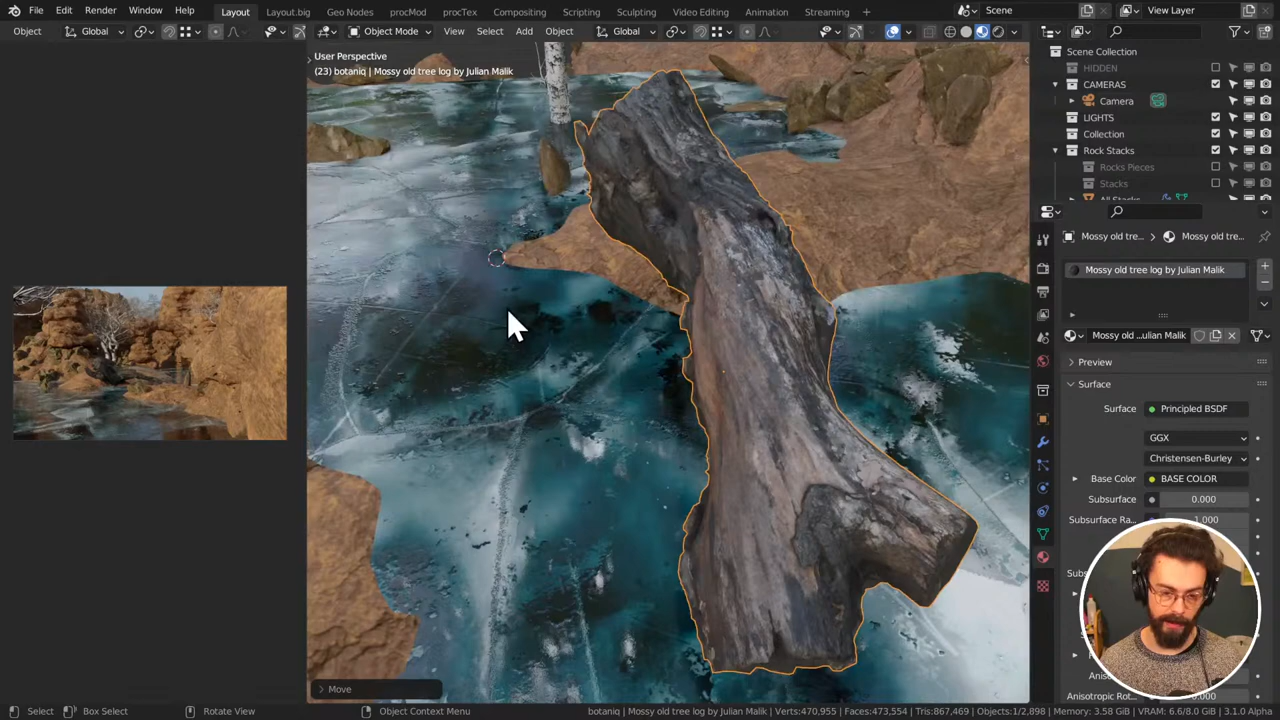 File Edit Render Window Help Layout Layout.big Geo Nodes procMod procTex Compositing Scripting Sculpting Video Editing Animation Streaming + Scene View Layer
Object Global Object Mode View Select Add Object Global
User Perspective
(23) botaniq | Mossy old tree log by Julian Malik
Scene Collection
HIDDEN
CAMERAS
Camera
LIGHTS
Collection
Rock Stacks
Rocks Pieces
Stacks
All Stacks
Mossy old tre... Mossy old tre...
Mossy old tree log by Julian Malik
Mossy old ...ulian Malik
Preview
Surface
Surface Principled BSDF
GGX
Christensen-Burley
Base Color BASE COLOR
Subsurface 0.000
Subsurface Ra... 1.000
Anisotropic Rot...
Move
Select Box Select Rotate View Object Context Menu botaniq | Mossy old tree log by Julian Malik | Verts:470,955 | Faces:473,554 | Tris:867,469 | Objects:1/2,898 | Memory: 3.58 GiB | VRAM: 6.6/8.0 GiB | 3.1.0 Alpha